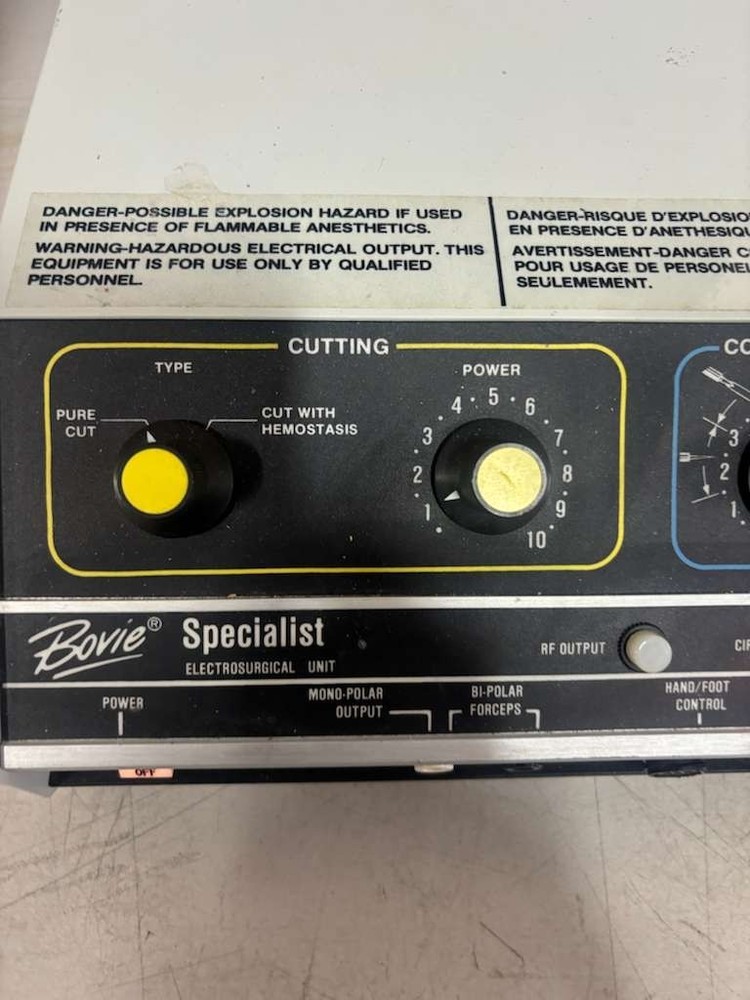 DANGER-POSSIBLE EXPLOSION HAZARD IF USED
IN PRESENCE OF FLAMMABLE ANESTHETICS.
WARNING-HAZARDOUS ELECTRICAL OUTPUT. THIS
EQUIPMENT IS FOR USE ONLY BY QUALIFIED
PERSONNEL.
DANGER-RISQUE D'EXPLOSIO
EN PRESENCE D'ANETHESIQU
AVERTISSEMENT-DANGER
POUR USAGE DE PERSONEL
SEULEMEMENT.
CUTTING
TYPE
PURE
CUT
CUT WITH
HEMOSTASIS
POWER
1 2 3 4 5 6 7 8 9 10
CO
3
2
1
Bovie® Specialist
ELECTROSURGICAL UNIT
RF OUTPUT
CIR
POWER
MONO-POLAR
OUTPUT
BI-POLAR
FORCEPS
HAND/FOOT
CONTROL
OFF